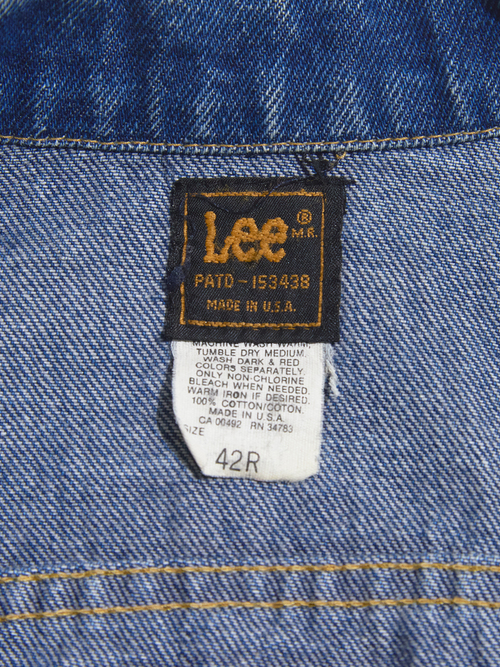 Lee ®
M.R.
PATD-153438
MADE IN U.S.A.
MACHINE WASH WARM,
TUMBLE DRY MEDIUM.
WASH DARK & RED
COLORS SEPARATELY.
ONLY NON-CHLORINE
BLEACH WHEN NEEDED.
WARM IRON IF DESIRED.
100% COTTON/COTON.
MADE IN U.S.A.
CA 00492 RN 34783
SIZE
42R